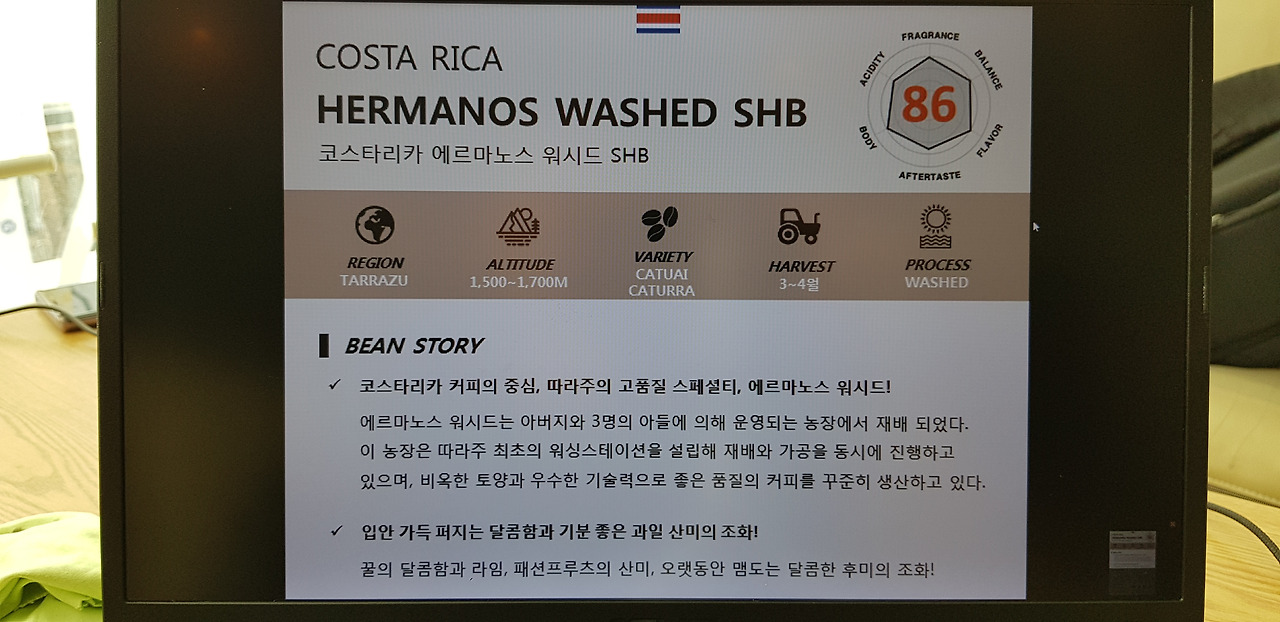 COSTA RICA
HERMANOS WASHED SHB
코스타리카 에르마노스 워시드 SHB
FRAGRANCE
BALANCE
FLAVOR
AFTERTASTE
BODY
ACIDITY
86
REGION
TARRAZU
ALTITUDE
1,500~1,700M
VARIETY
CATUAI
CATURRA
HARVEST
3~4월
PROCESS
WASHED
BEAN STORY
✓ 코스타리카 커피의 중심, 따라주의 고품질 스페셜티, 에르마노스 워시드!
에르마노스 워시드는 아버지와 3명의 아들에 의해 운영되는 농장에서 재배 되었다.
이 농장은 따라주 최초의 워싱스테이션을 설립해 재배와 가공을 동시에 진행하고
있으며, 비옥한 토양과 우수한 기술력으로 좋은 품질의 커피를 꾸준히 생산하고 있다.
✓ 입안 가득 퍼지는 달콤함과 기분 좋은 과일 산미의 조화!
꿀의 달콤함과 라임, 패션프루츠의 산미, 오랫동안 맴도는 달콤한 후미의 조화!